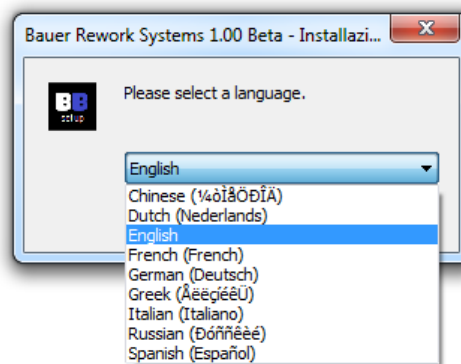 Bauer Rework Systems 1.00 Beta - Installazi...
BB
setup
Please select a language.
English
Chinese (¼òÌåÖÐÎÄ)
Dutch (Nederlands)
English
French (French)
German (Deutsch)
Greek (ÅëëçíéêÜ)
Italian (Italiano)
Russian (Ðóññêèé)
Spanish (Español)